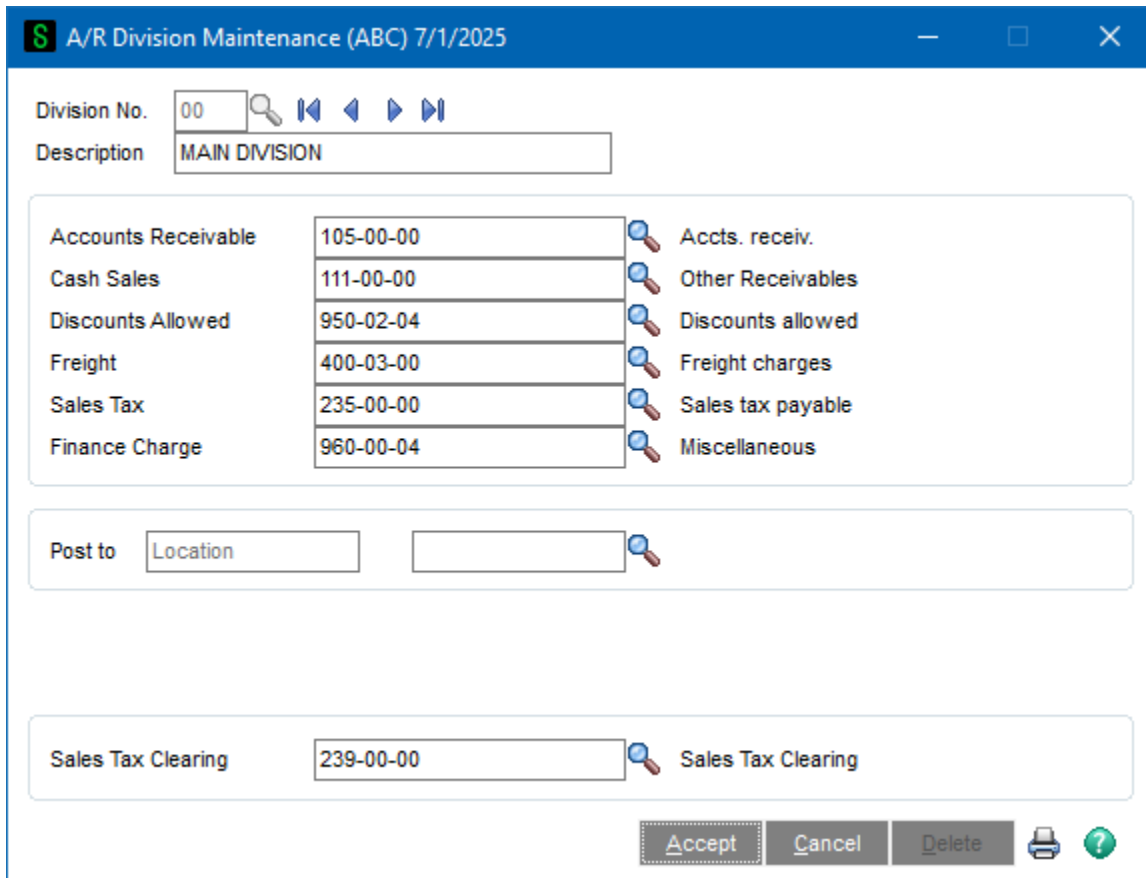 S A/R Division Maintenance (ABC) 7/1/2025
Division No. 00
Description MAIN DIVISION
Accounts Receivable 105-00-00 Accts. receiv.
Cash Sales 111-00-00 Other Receivables
Discounts Allowed 950-02-04 Discounts allowed
Freight 400-03-00 Freight charges
Sales Tax 235-00-00 Sales tax payable
Finance Charge 960-00-04 Miscellaneous
Post to Location
Sales Tax Clearing 239-00-00 Sales Tax Clearing
Accept Cancel Delete ?